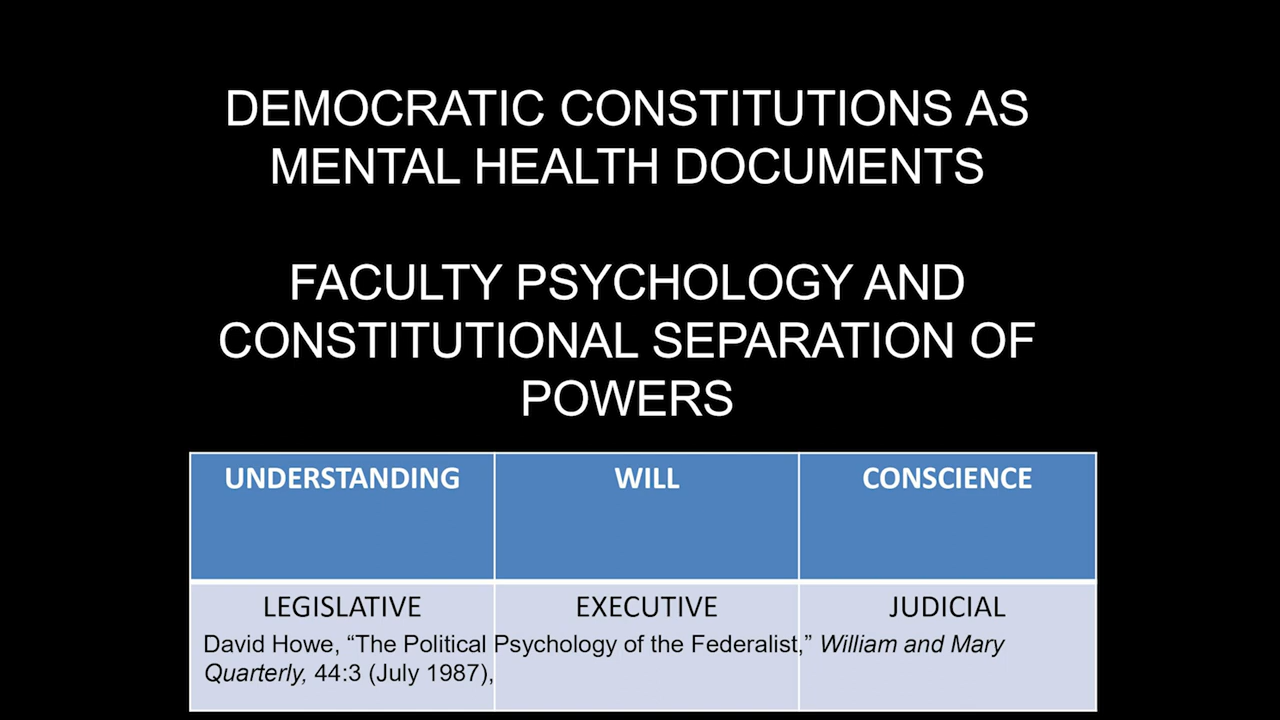 DEMOCRATIC CONSTITUTIONS AS
MENTAL HEALTH DOCUMENTS
FACULTY PSYCHOLOGY AND
CONSTITUTIONAL SEPARATION OF
POWERS
UNDERSTANDING WILL CONSCIENCE
LEGISLATIVE EXECUTIVE JUDICIAL
David Howe, “The Political Psychology of the Federalist,” William and Mary
Quarterly, 44:3 (July 1987),